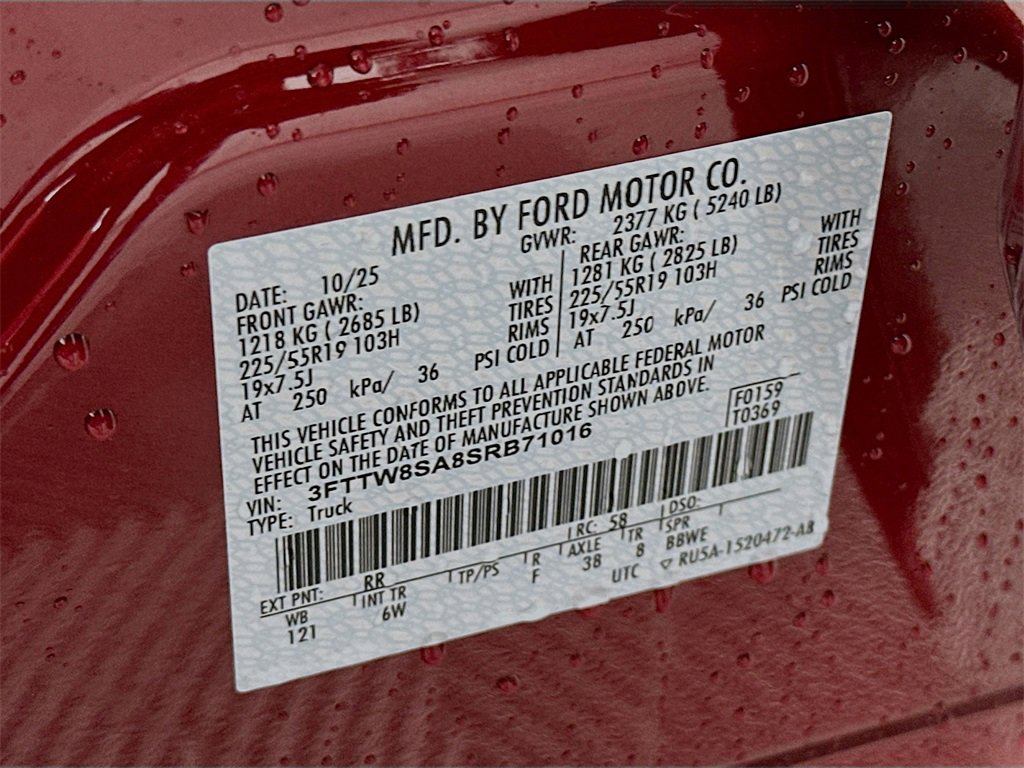 MFD. BY FORD MOTOR CO.
DATE: 10/25 GVWR: 2377 KG ( 5240 LB)
FRONT GAWR: REAR GAWR:
1218 KG ( 2685 LB) WITH 1281 KG ( 2825 LB) WITH
225/55R19 103H TIRES 225/55R19 103H TIRES
19x7.5J RIMS 19x7.5J RIMS
AT 250 kPa/ 36 PSI COLD AT 250 kPa/ 36 PSI COLD
THIS VEHICLE CONFORMS TO ALL APPLICABLE FEDERAL MOTOR
VEHICLE SAFETY AND THEFT PREVENTION STANDARDS IN
EFFECT ON THE DATE OF MANUFACTURE SHOWN ABOVE.
F0159
VIN: 3FTTW8SA8SRB71016 T0369
TYPE: Truck
EXT PNT: RR RC: 58 DSO:
WB INT TR TP/PS R AXLE TR SPR
121 6W F 38 8 BBWE
UTC ▽ RU5A-1520472-AB